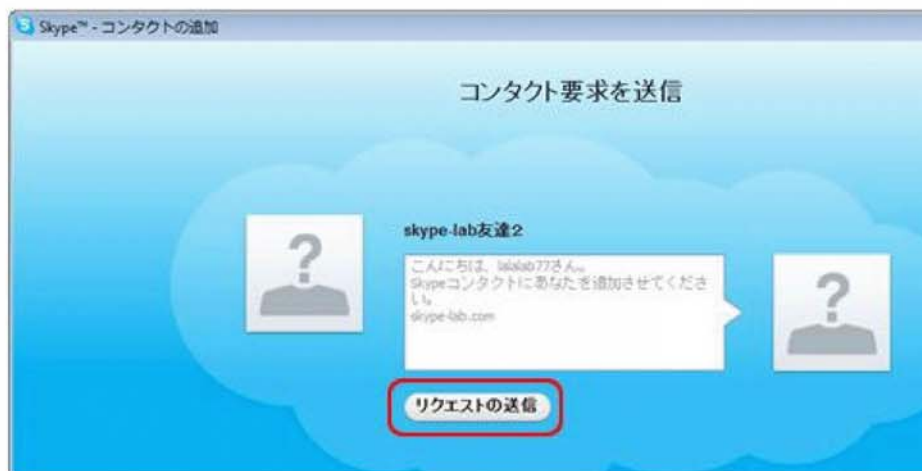 Skype™ - コンタクトの追加
コンタクト要求を送信
skype-lab友達2
こんにちは、lalalab77さん。
Skypeコンタクトにあなたを追加させてくださ
い。
skype-lab.com
リクエストの送信